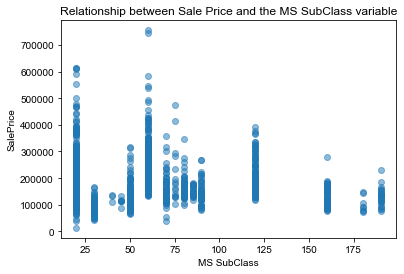 Relationship between Sale Price and the MS SubClass variable
SalePrice
700000
600000
500000
400000
300000
200000
100000
0
25 50 75 100 125 150 175
MS SubClass